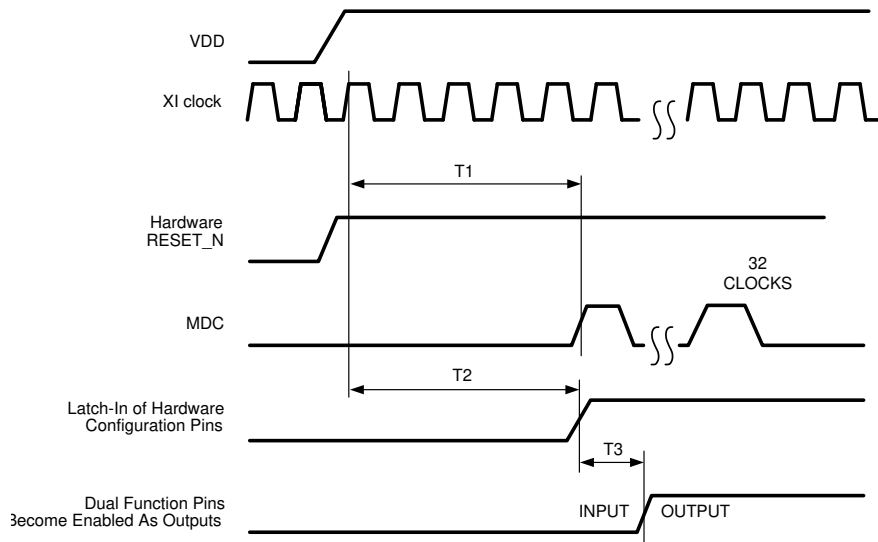 VDD
XI clock
T1
Hardware
RESET_N
32
CLOCKS
MDC
T2
Latch-In of Hardware
Configuration Pins
T3
Dual Function Pins
Become Enabled As Outputs
INPUT
OUTPUT